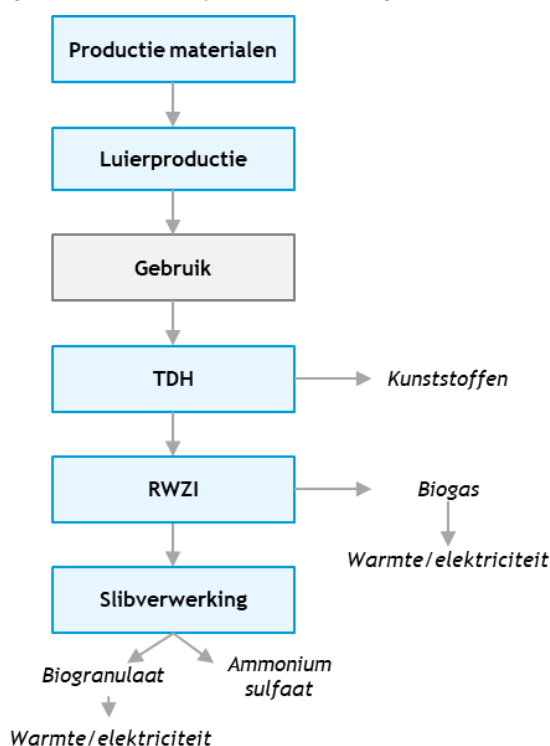 Productie materialen
Luierproductie
Gebruik
TDH
Kunststoffen
RWZI
Biogas
Warmte/elektriciteit
Slibverwerking
Biogranulaat
Ammonium
sulfaat
Warmte/elektriciteit